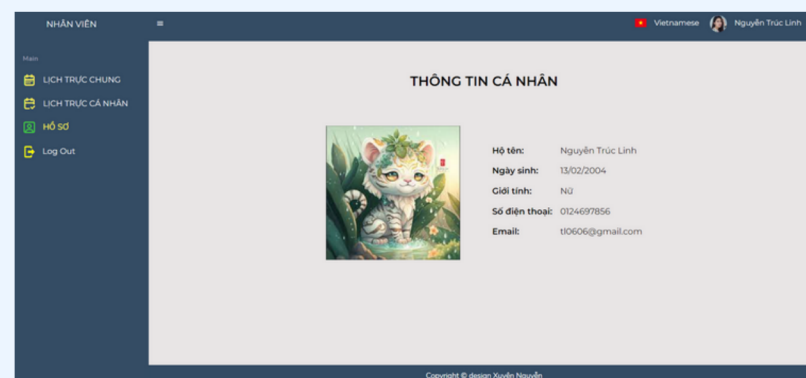 NHÂN VIÊN
Vietnamese Nguyễn Trúc Linh
Main
LỊCH TRỰC CHUNG
LỊCH TRỰC CÁ NHÂN
HỒ SƠ
Log Out
THÔNG TIN CÁ NHÂN
Hộ tên: Nguyễn Trúc Linh
Ngày sinh: 13/02/2004
Giới tính: Nữ
Số điện thoại: 0124697856
Email: tl0606@gmail.com
Copyright © design Xuyên Nguyễn